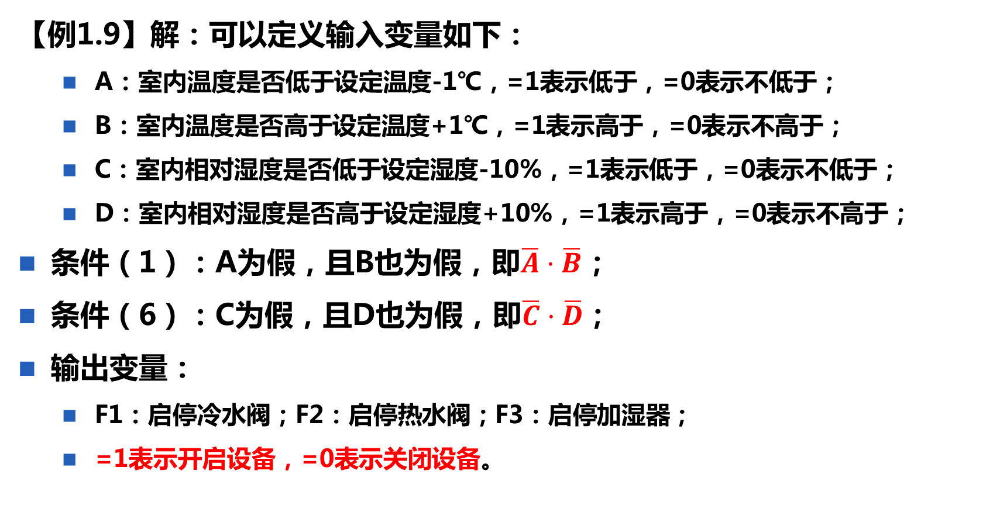 【例1.9】解：可以定义输入变量如下：
■ A：室内温度是否低于设定温度-1℃，=1表示低于，=0表示不低于；
■ B：室内温度是否高于设定温度+1℃，=1表示高于，=0表示不高于；
■ C：室内相对湿度是否低于设定湿度-10%，=1表示低于，=0表示不低于；
■ D：室内相对湿度是否高于设定湿度+10%，=1表示高于，=0表示不高于；
■ 条件（1）：A为假，且B也为假，即A̅ · B̅；
■ 条件（6）：C为假，且D也为假，即C̅ · D̅；
■ 输出变量：
■ F1：启停冷水阀；F2：启停热水阀；F3：启停加湿器；
■ =1表示开启设备，=0表示关闭设备。